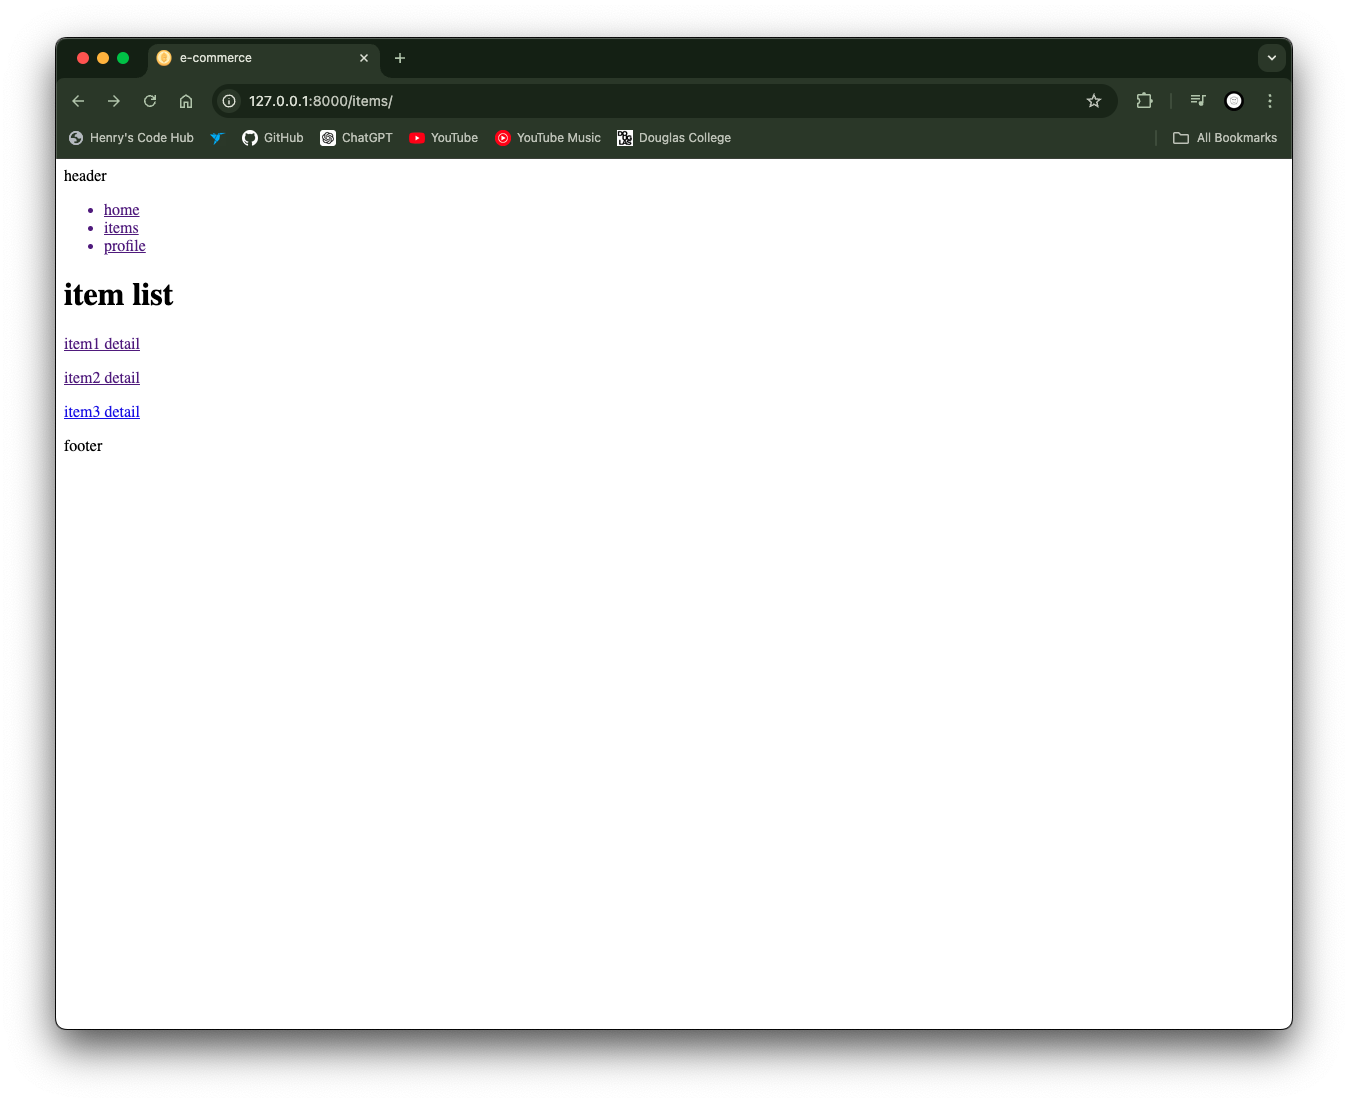 e-commerce
127.0.0.1:8000/items/
Henry's Code Hub GitHub ChatGPT YouTube YouTube Music Douglas College All Bookmarks
header
home
items
profile
item list
item1 detail
item2 detail
item3 detail
footer